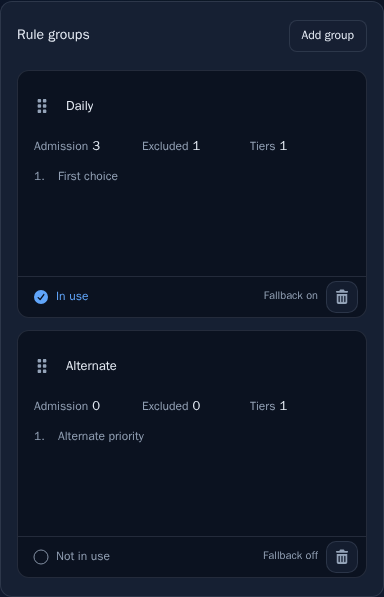 Rule groups
Add group
Daily
Admission 3 Excluded 1 Tiers 1
1. First choice
In use
Fallback on
Alternate
Admission 0 Excluded 0 Tiers 1
1. Alternate priority
Not in use
Fallback off